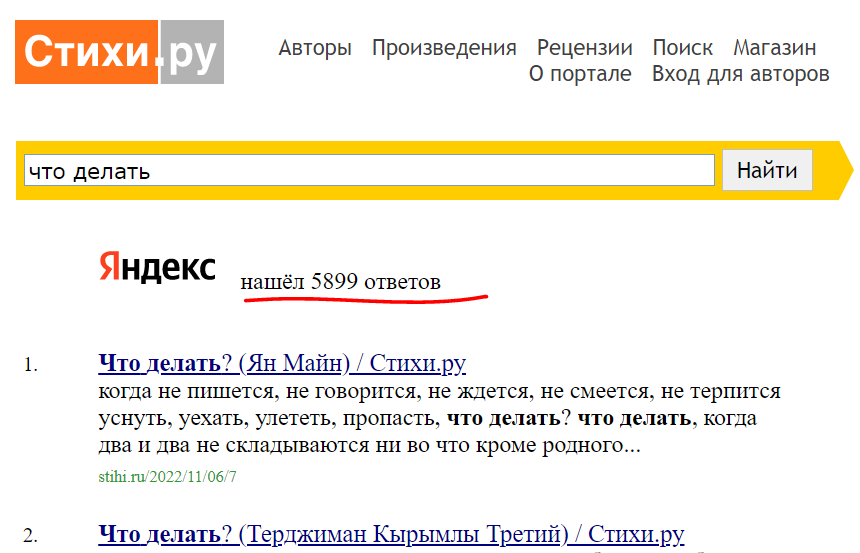 Стихи.ру
Авторы Произведения Рецензии Поиск Магазин
О портале Вход для авторов
что делать
Найти
Яндекс
нашёл 5899 ответов
1. Что делать? (Ян Майн) / Стихи.ру
когда не пишется, не говорится, не ждется, не смеется, не терпится
уснуть, уехать, улететь, пропасть, что делать? что делать, когда
два и два не складываются ни во что кроме родного...
stihi.ru/2022/11/06/7
2. Что делать? (Терджиман Кырымлы Третий) / Стихи.ру